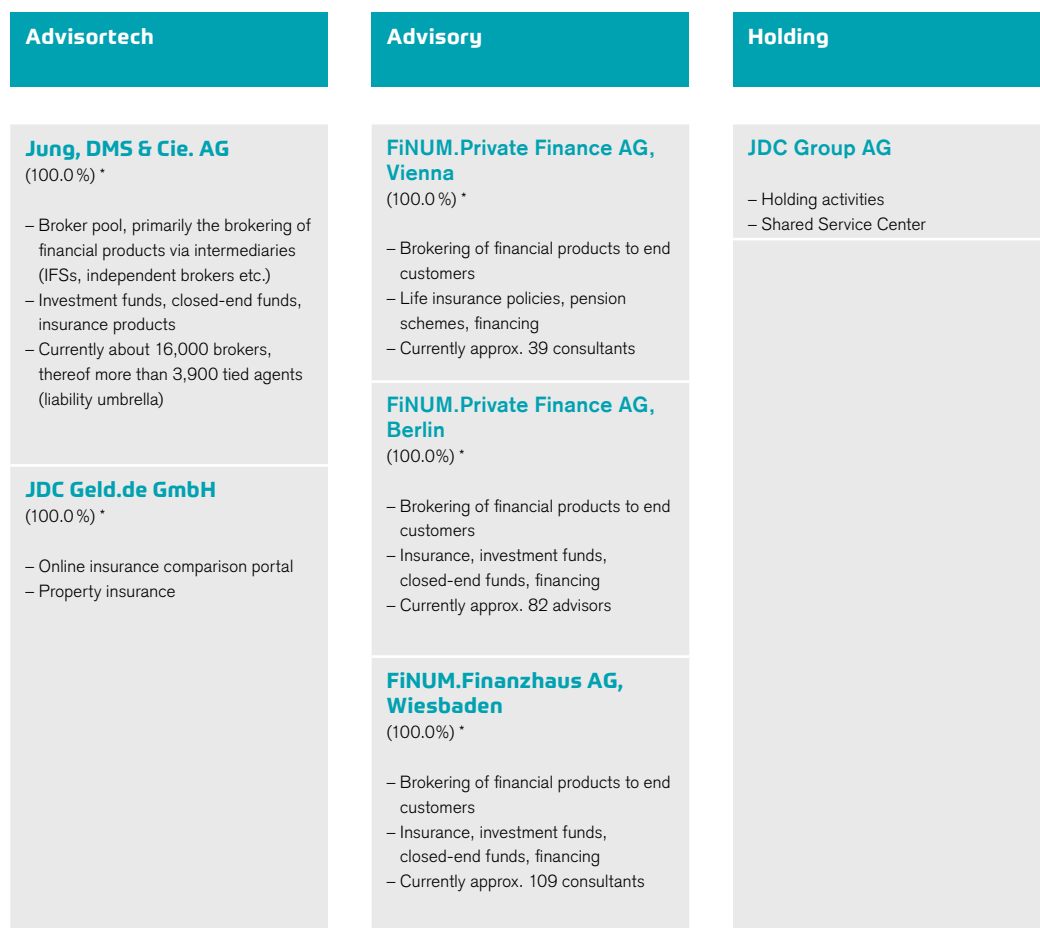 Advisortech
Jung, DMS & Cie. AG
(100.0 %) *
– Broker pool, primarily the brokering of
financial products via intermediaries
(IFSs, independent brokers etc.)
– Investment funds, closed-end funds,
insurance products
– Currently about 16,000 brokers,
thereof more than 3,900 tied agents
(liability umbrella)
JDC Geld.de GmbH
(100.0 %) *
– Online insurance comparison portal
– Property insurance
Advisory
FiNUM.Private Finance AG,
Vienna
(100.0 %) *
– Brokering of financial products to end
customers
– Life insurance policies, pension
schemes, financing
– Currently approx. 39 consultants
FiNUM.Private Finance AG,
Berlin
(100.0%) *
– Brokering of financial products to end
customers
– Insurance, investment funds,
closed-end funds, financing
– Currently approx. 82 advisors
FiNUM.Finanzhaus AG,
Wiesbaden
(100.0%) *
– Brokering of financial products to end
customers
– Insurance, investment funds,
closed-end funds, financing
– Currently approx. 109 consultants
Holding
JDC Group AG
– Holding activities
– Shared Service Center